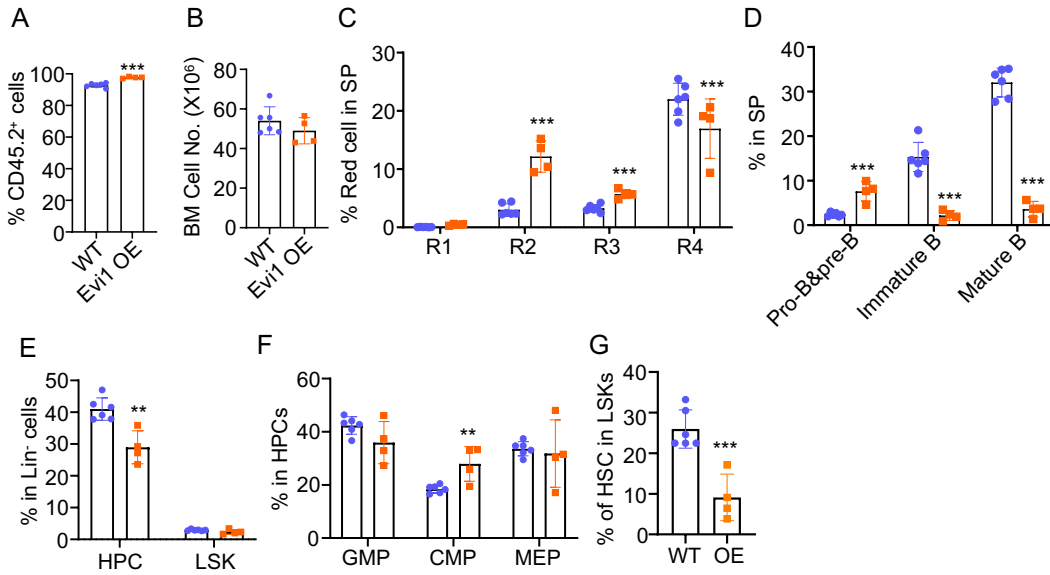 A
% CD45.2⁺ cells
100
80
60
40
20
0
***
WT
Evi1 OE
B
BM Cell No. (X10⁶)
80
60
40
20
0
WT
Evi1 OE
C
% Red cell in SP
30
20
10
0
***
***
***
R1 R2 R3 R4
D
% in SP
40
30
20
10
0
***
***
***
Pro-B&pre-B
Immature B
Mature B
E
% in Lin⁻ cells
50
40
30
20
10
0
**
HPC LSK
F
% in HPCs
60
40
20
0
**
GMP CMP MEP
G
% of HSC in LSKs
40
30
20
10
0
***
WT OE